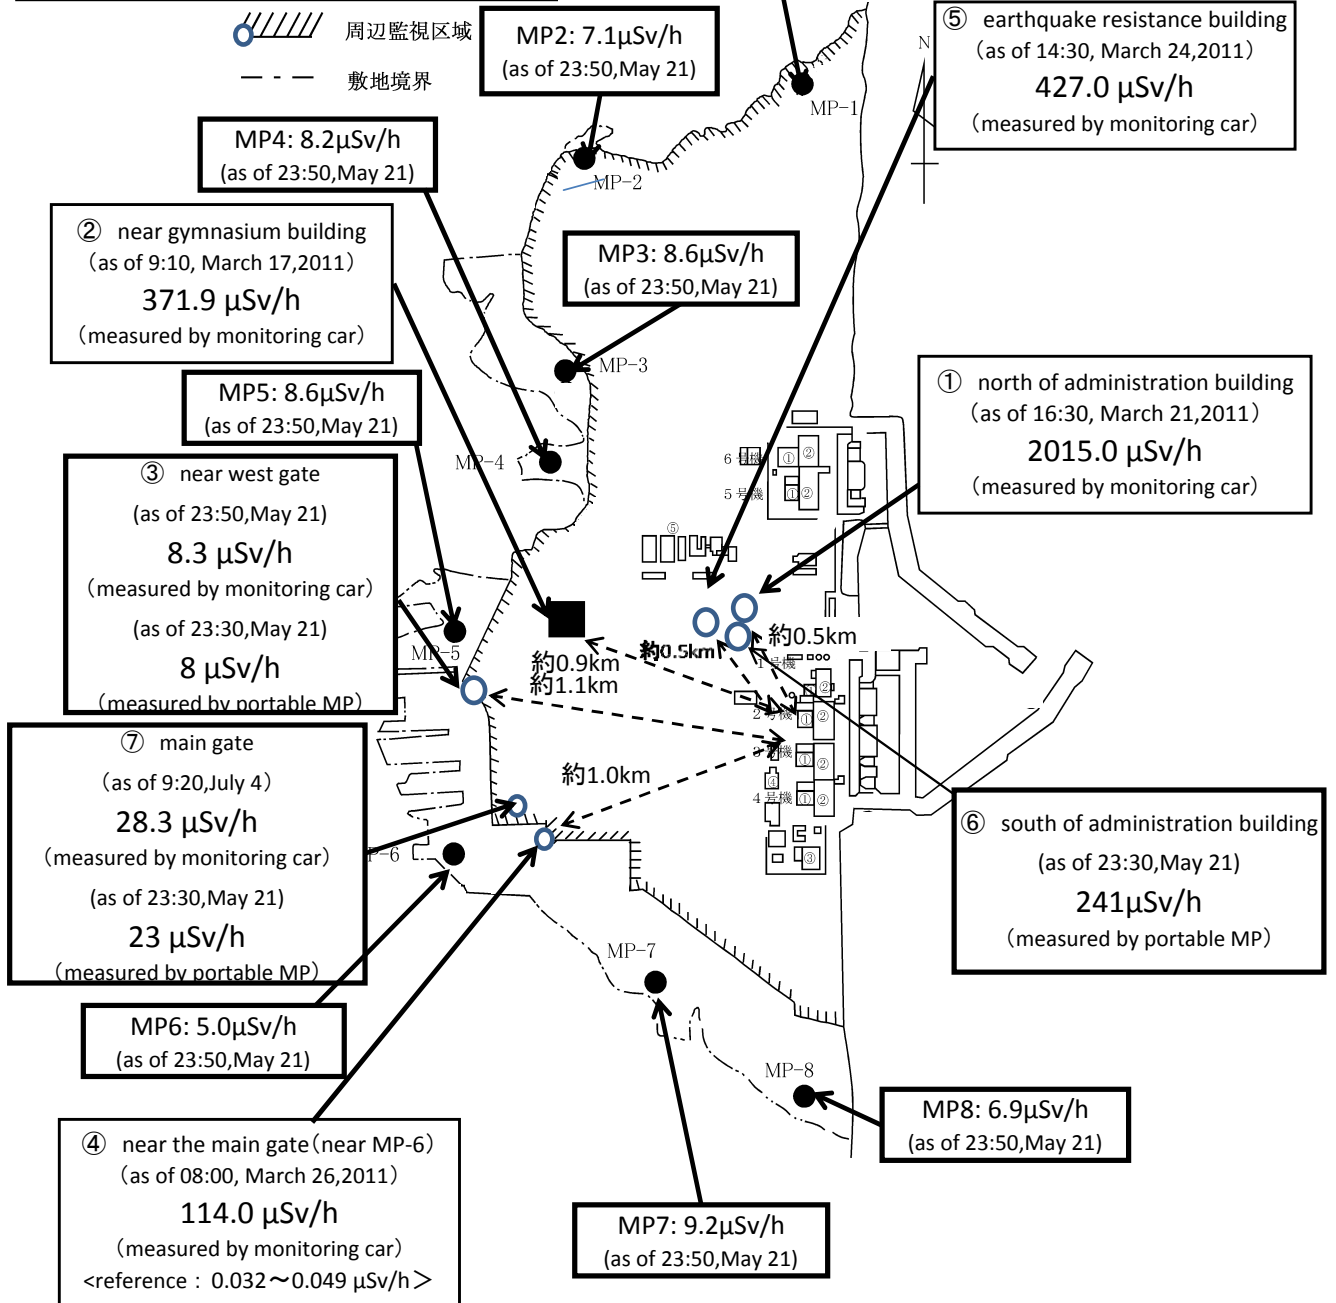 周辺監視区域
敷地境界
MP2: 7.1μSv/h
(as of 23:50,May 21)
⑤ earthquake resistance building
(as of 14:30, March 24,2011)
427.0 μSv/h
(measured by monitoring car)
N
MP-1
MP4: 8.2μSv/h
(as of 23:50,May 21)
MP-2
② near gymnasium building
(as of 9:10, March 17,2011)
371.9 μSv/h
(measured by monitoring car)
MP3: 8.6μSv/h
(as of 23:50,May 21)
MP-3
MP5: 8.6μSv/h
(as of 23:50,May 21)
① north of administration building
(as of 16:30, March 21,2011)
2015.0 μSv/h
(measured by monitoring car)
MP-4
6号機
① ②
5号機
① ②
③ near west gate
(as of 23:50,May 21)
8.3 μSv/h
(measured by monitoring car)
(as of 23:30,May 21)
8 μSv/h
(measured by portable MP)
⑤
MP-5
約0.9km
約1.1km
約0.5km
約0.5km
1号機
②
2号機
① ②
3号機
① ②
④
4号機
① ②
③
約1.0km
⑦ main gate
(as of 9:20,July 4)
28.3 μSv/h
(measured by monitoring car)
(as of 23:30,May 21)
23 μSv/h
(measured by portable MP)
P-6
⑥ south of administration building
(as of 23:30,May 21)
241μSv/h
(measured by portable MP)
MP-7
MP6: 5.0μSv/h
(as of 23:50,May 21)
MP-8
MP8: 6.9μSv/h
(as of 23:50,May 21)
④ near the main gate(near MP-6)
(as of 08:00, March 26,2011)
114.0 μSv/h
(measured by monitoring car)
<reference : 0.032～0.049 μSv/h＞
MP7: 9.2μSv/h
(as of 23:50,May 21)